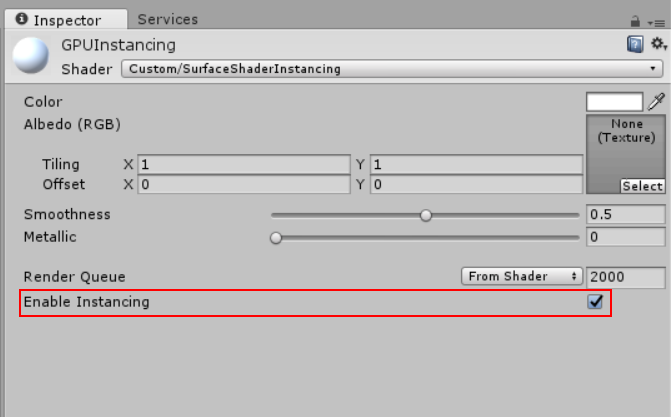 Inspector Services
GPUInstancing
Shader Custom/SurfaceShaderInstancing
Color
Albedo (RGB)
None
(Texture)
Tiling X 1 Y 1
Offset X 0 Y 0
Select
Smoothness 0.5
Metallic 0
Render Queue From Shader 2000
Enable Instancing